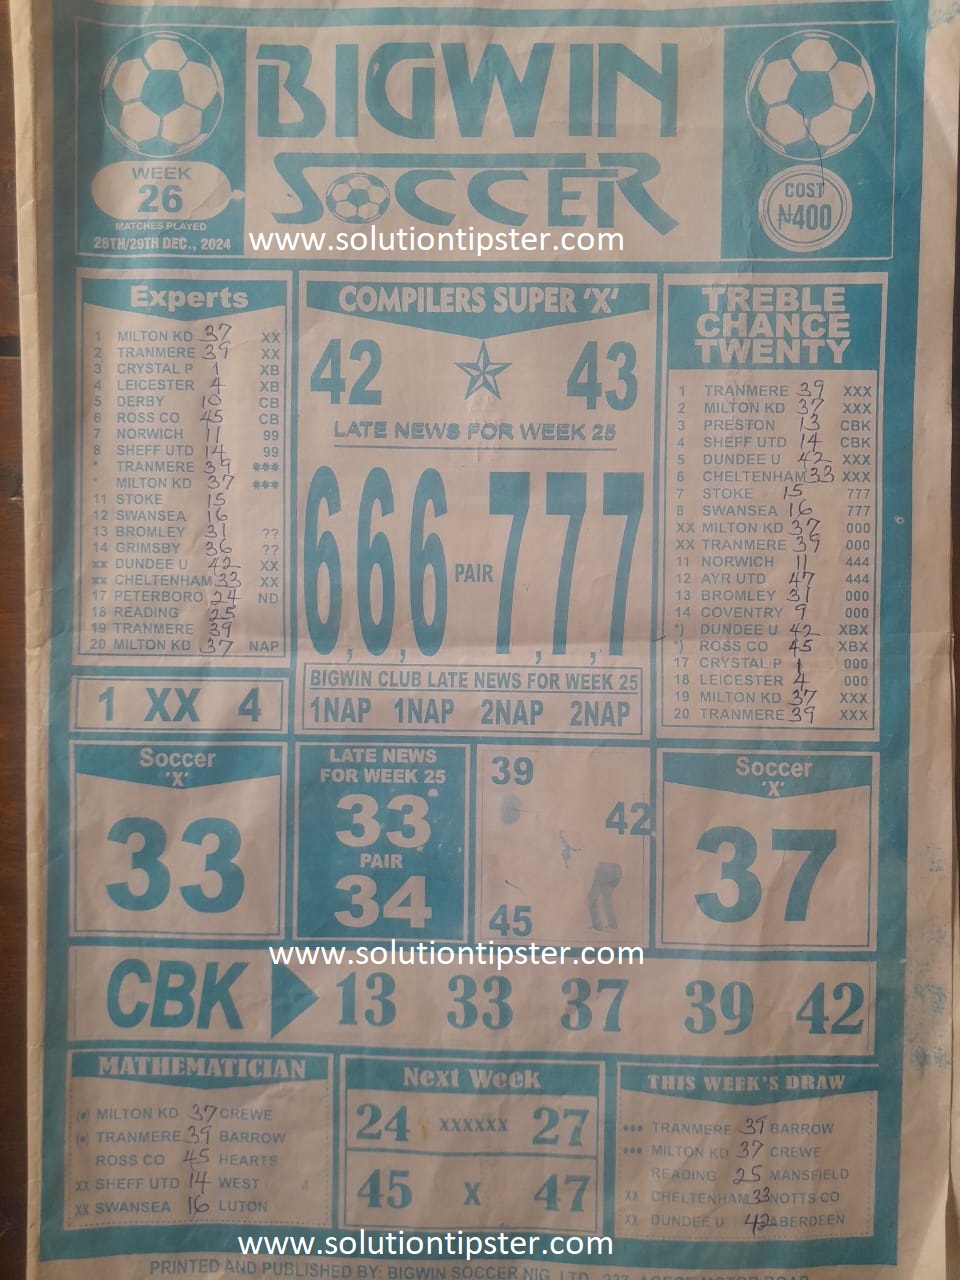 BIGWIN
SOCCER
WEEK
26
MATCHES PLAYED
28TH/29TH DEC., 2024
COST
₦400
www.solutiontipster.com
Experts
1 MILTON KD 37 XX
2 TRANMERE 39 XX
3 CRYSTAL P 1 XB
4 LEICESTER 4 XB
5 DERBY 10 CB
6 ROSS CO 45 CB
7 NORWICH 11 99
8 SHEFF UTD 14 99
* TRANMERE 39 ***
* MILTON KD 37 ***
11 STOKE 15
12 SWANSEA 16
13 BROMLEY 31 ??
14 GRIMSBY 36 ??
xx DUNDEE U 42 XX
xx CHELTENHAM 33 XX
17 PETERBORO 24 ND
18 READING 25
19 TRANMERE 39
20 MILTON KD 37 NAP
1 XX 4
COMPILERS SUPER 'X'
42 43
LATE NEWS FOR WEEK 25
6,6,6 PAIR 7,7,7
BIGWIN CLUB LATE NEWS FOR WEEK 25
1NAP 1NAP 2NAP 2NAP
TREBLE
CHANCE
TWENTY
1 TRANMERE 39 XXX
2 MILTON KD 37 XXX
3 PRESTON 13 CBK
4 SHEFF UTD 14 CBK
5 DUNDEE U 42 XXX
6 CHELTENHAM 33 XXX
7 STOKE 15 777
8 SWANSEA 16 777
XX MILTON KD 37 000
XX TRANMERE 39 000
11 NORWICH 11 444
12 AYR UTD 47 444
13 BROMLEY 31 000
14 COVENTRY 9 000
*) DUNDEE U 42 XBX
*) ROSS CO 45 XBX
17 CRYSTAL P 1 000
18 LEICESTER 4 000
19 MILTON KD 37 XXX
20 TRANMERE 39 XXX
Soccer
'X'
33
LATE NEWS
FOR WEEK 25
33
PAIR
34
39
42
45
Soccer
'X'
37
www.solutiontipster.com
CBK 13 33 37 39 42
MATHEMATICIAN
(*) MILTON KD 37 CREWE
(*) TRANMERE 39 BARROW
ROSS CO 45 HEARTS
XX SHEFF UTD 14 WEST
XX SWANSEA 16 LUTON
Next Week
24 xxxxxx 27
45 X 47
THIS WEEK'S DRAW
*** TRANMERE 39 BARROW
*** MILTON KD 37 CREWE
READING 25 MANSFIELD
XX CHELTENHAM 33 NOTTS CO
XX DUNDEE U 42 ABERDEEN
www.solutiontipster.com
PRINTED AND PUBLISHED BY: BIGWIN SOCCER NIG. LTD.